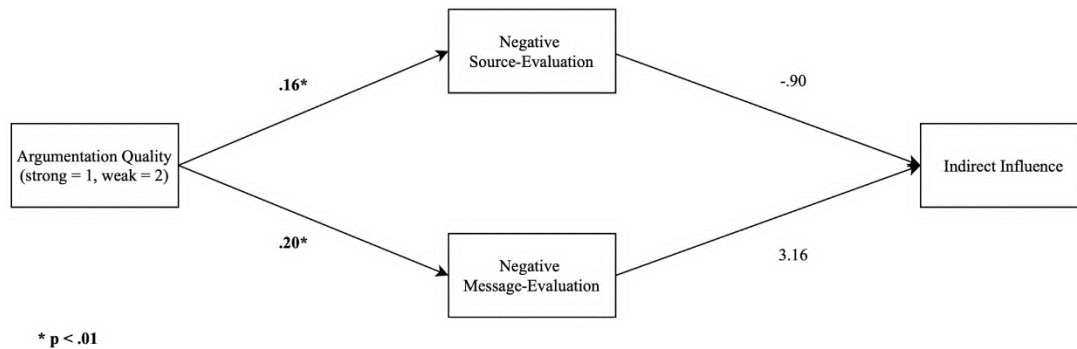 Negative
Source-Evaluation
.16*
-.90
Argumentation Quality
(strong = 1, weak = 2)
Indirect Influence
.20*
3.16
Negative
Message-Evaluation
* p < .01